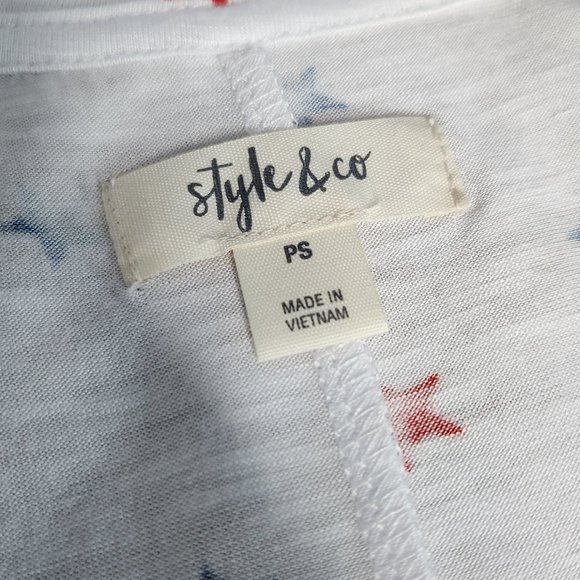 style & co
PS
MADE IN
VIETNAM